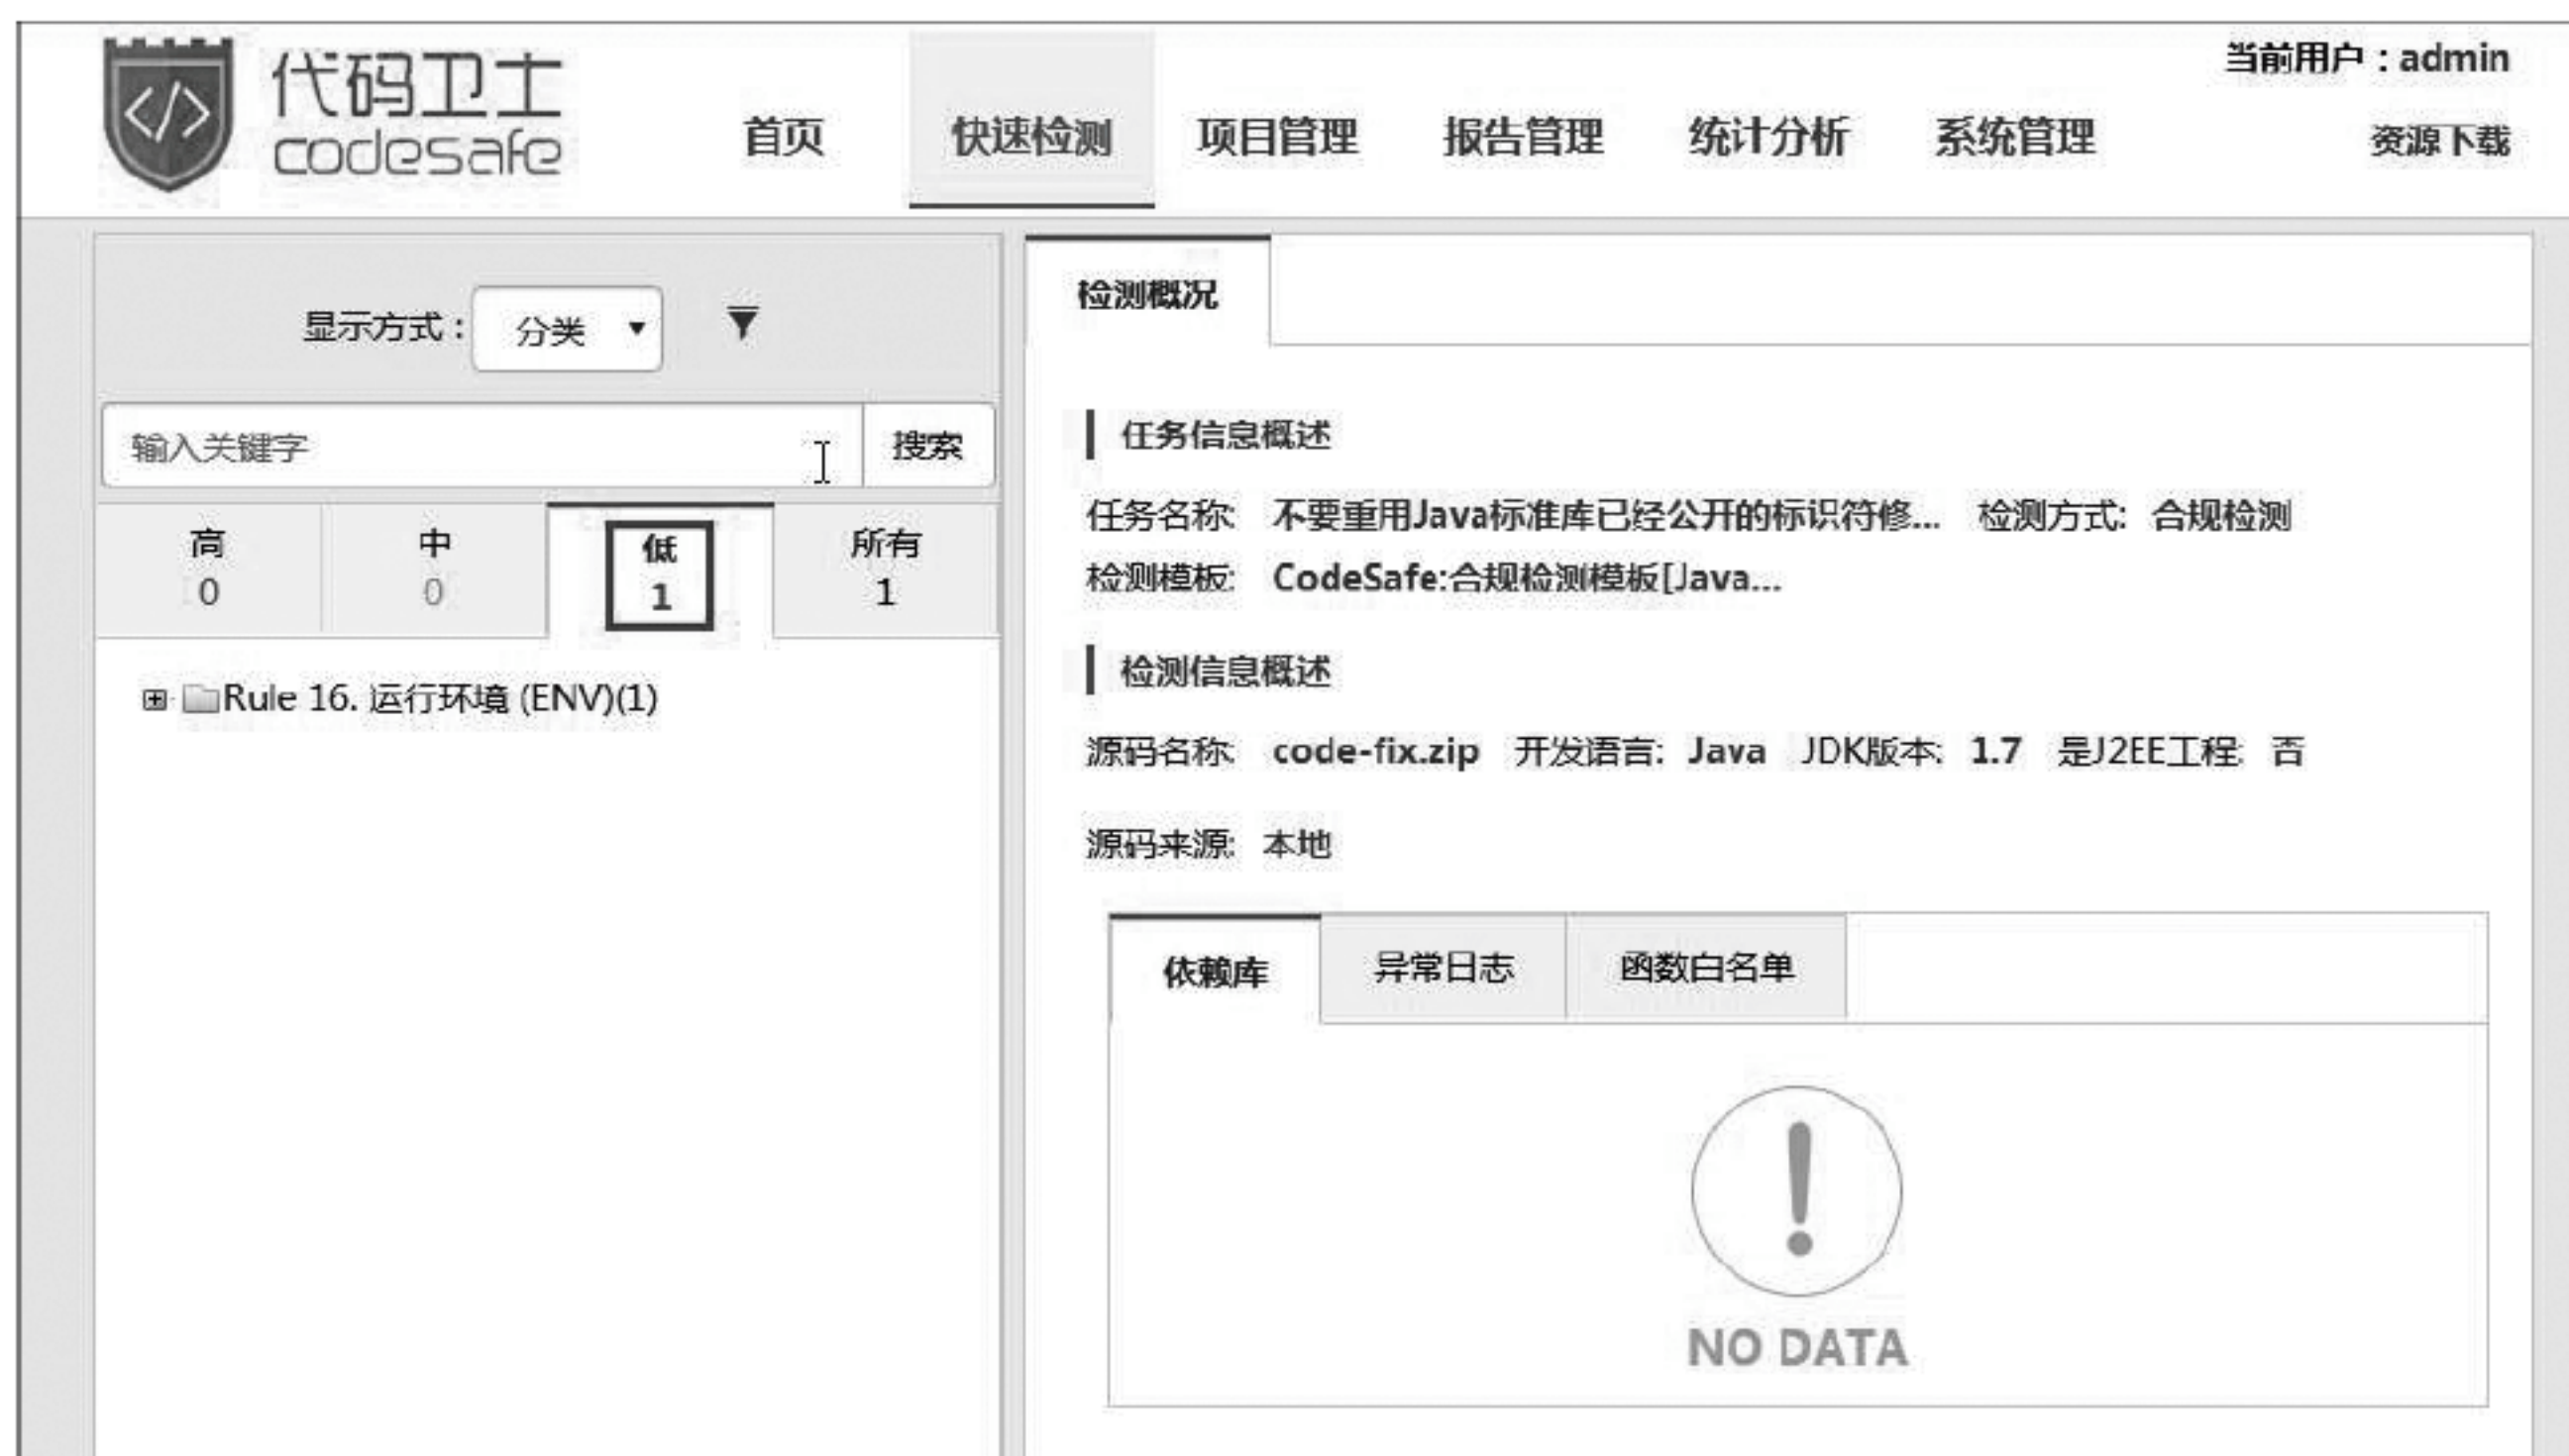 当前用户：admin
代码卫士
codesafe
首页 快速检测 项目管理 报告管理 统计分析 系统管理 资源下载
显示方式： 分类
输入关键字 搜索
高 中 低 所有
0 0 1 1
Rule 16. 运行环境 (ENV)(1)
检测概况
任务信息概述
任务名称: 不要重用Java标准库已经公开的标识符修... 检测方式: 合规检测
检测模板: CodeSafe:合规检测模板[Java...
检测信息概述
源码名称: code-fix.zip 开发语言: Java JDK版本: 1.7 是J2EE工程: 否
源码来源: 本地
依赖库 异常日志 函数白名单
NO DATA